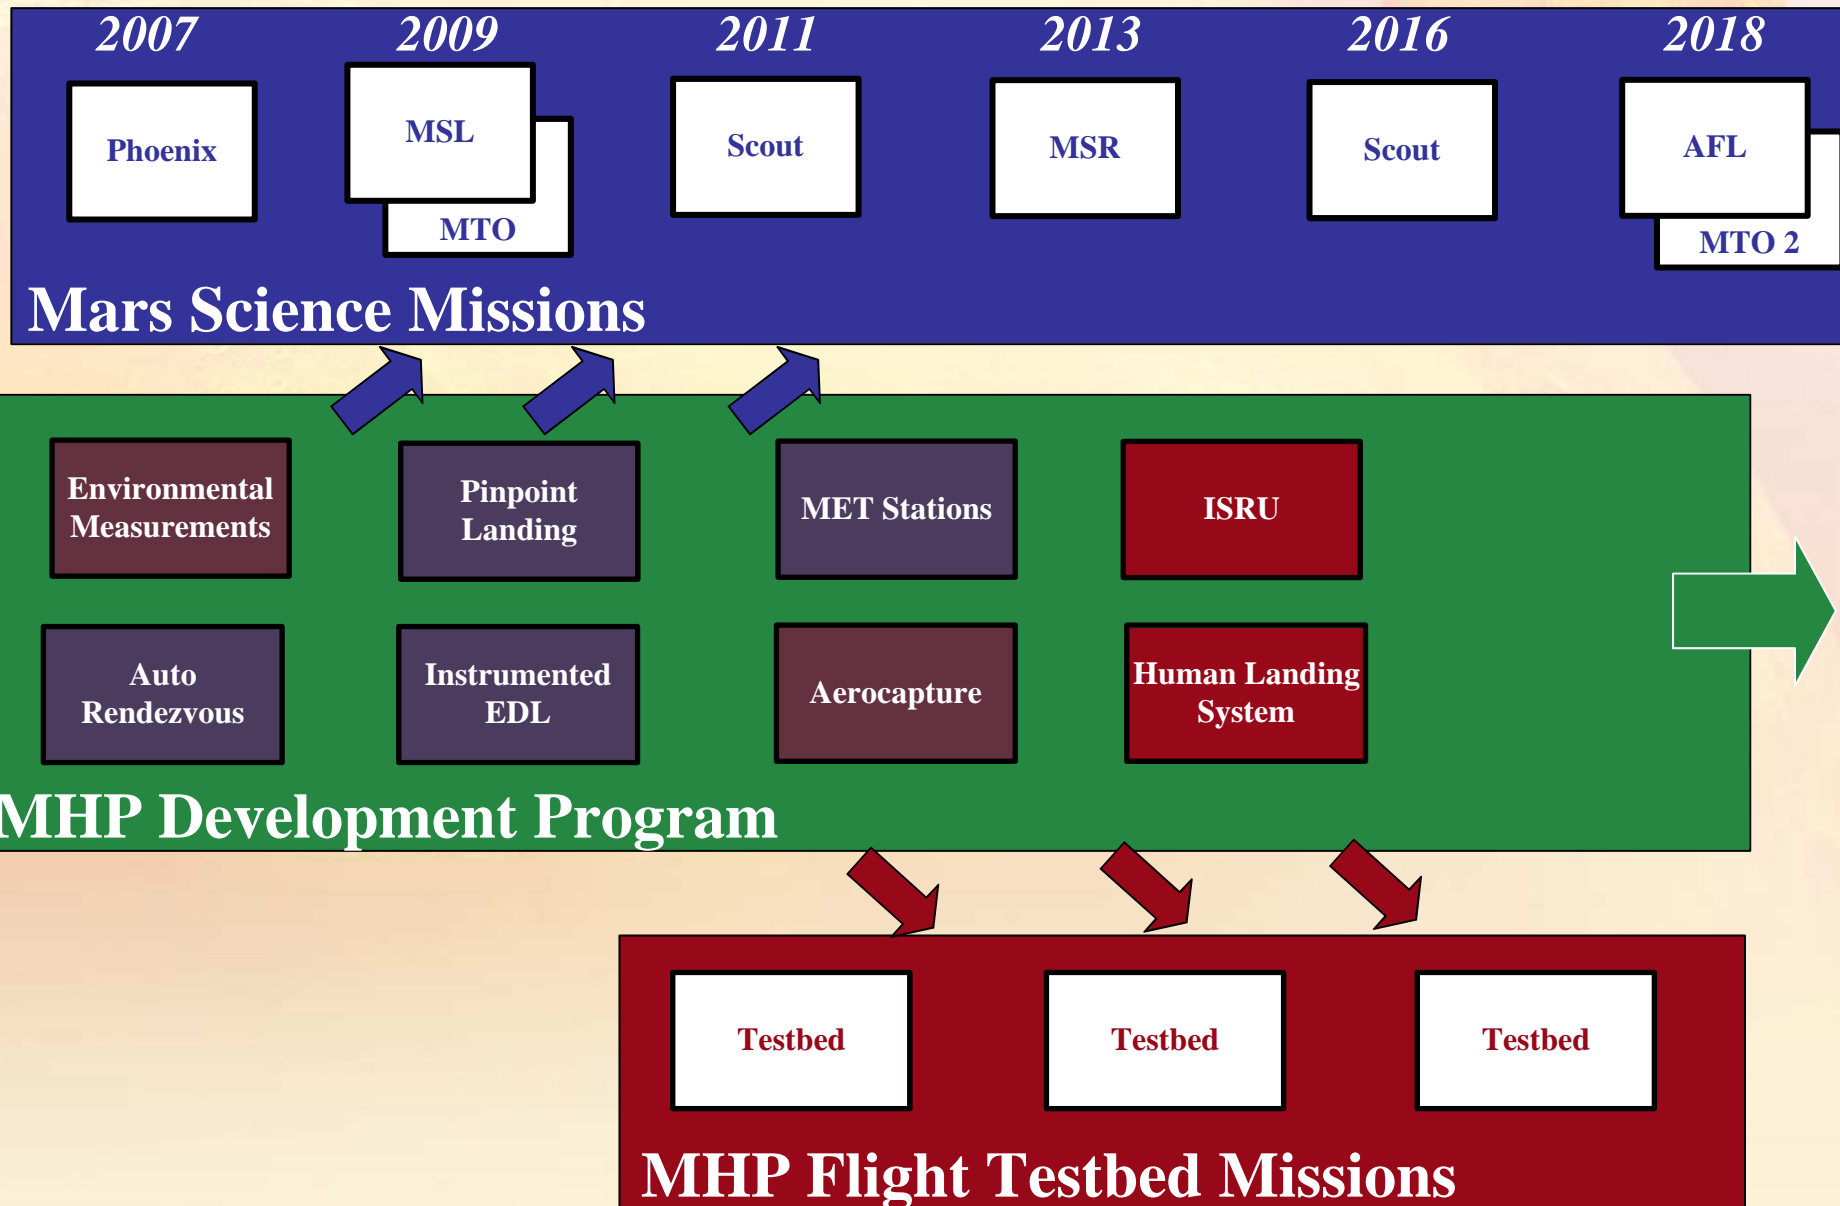 2007 2009 2011 2013 2016 2018
Phoenix
MSL
MTO
Scout
MSR
Scout
AFL
MTO 2
Mars Science Missions
Environmental
Measurements
Pinpoint
Landing
MET Stations
ISRU
Auto
Rendezvous
Instrumented
EDL
Aerocapture
Human Landing
System
MHP Development Program
Testbed
Testbed
Testbed
MHP Flight Testbed Missions